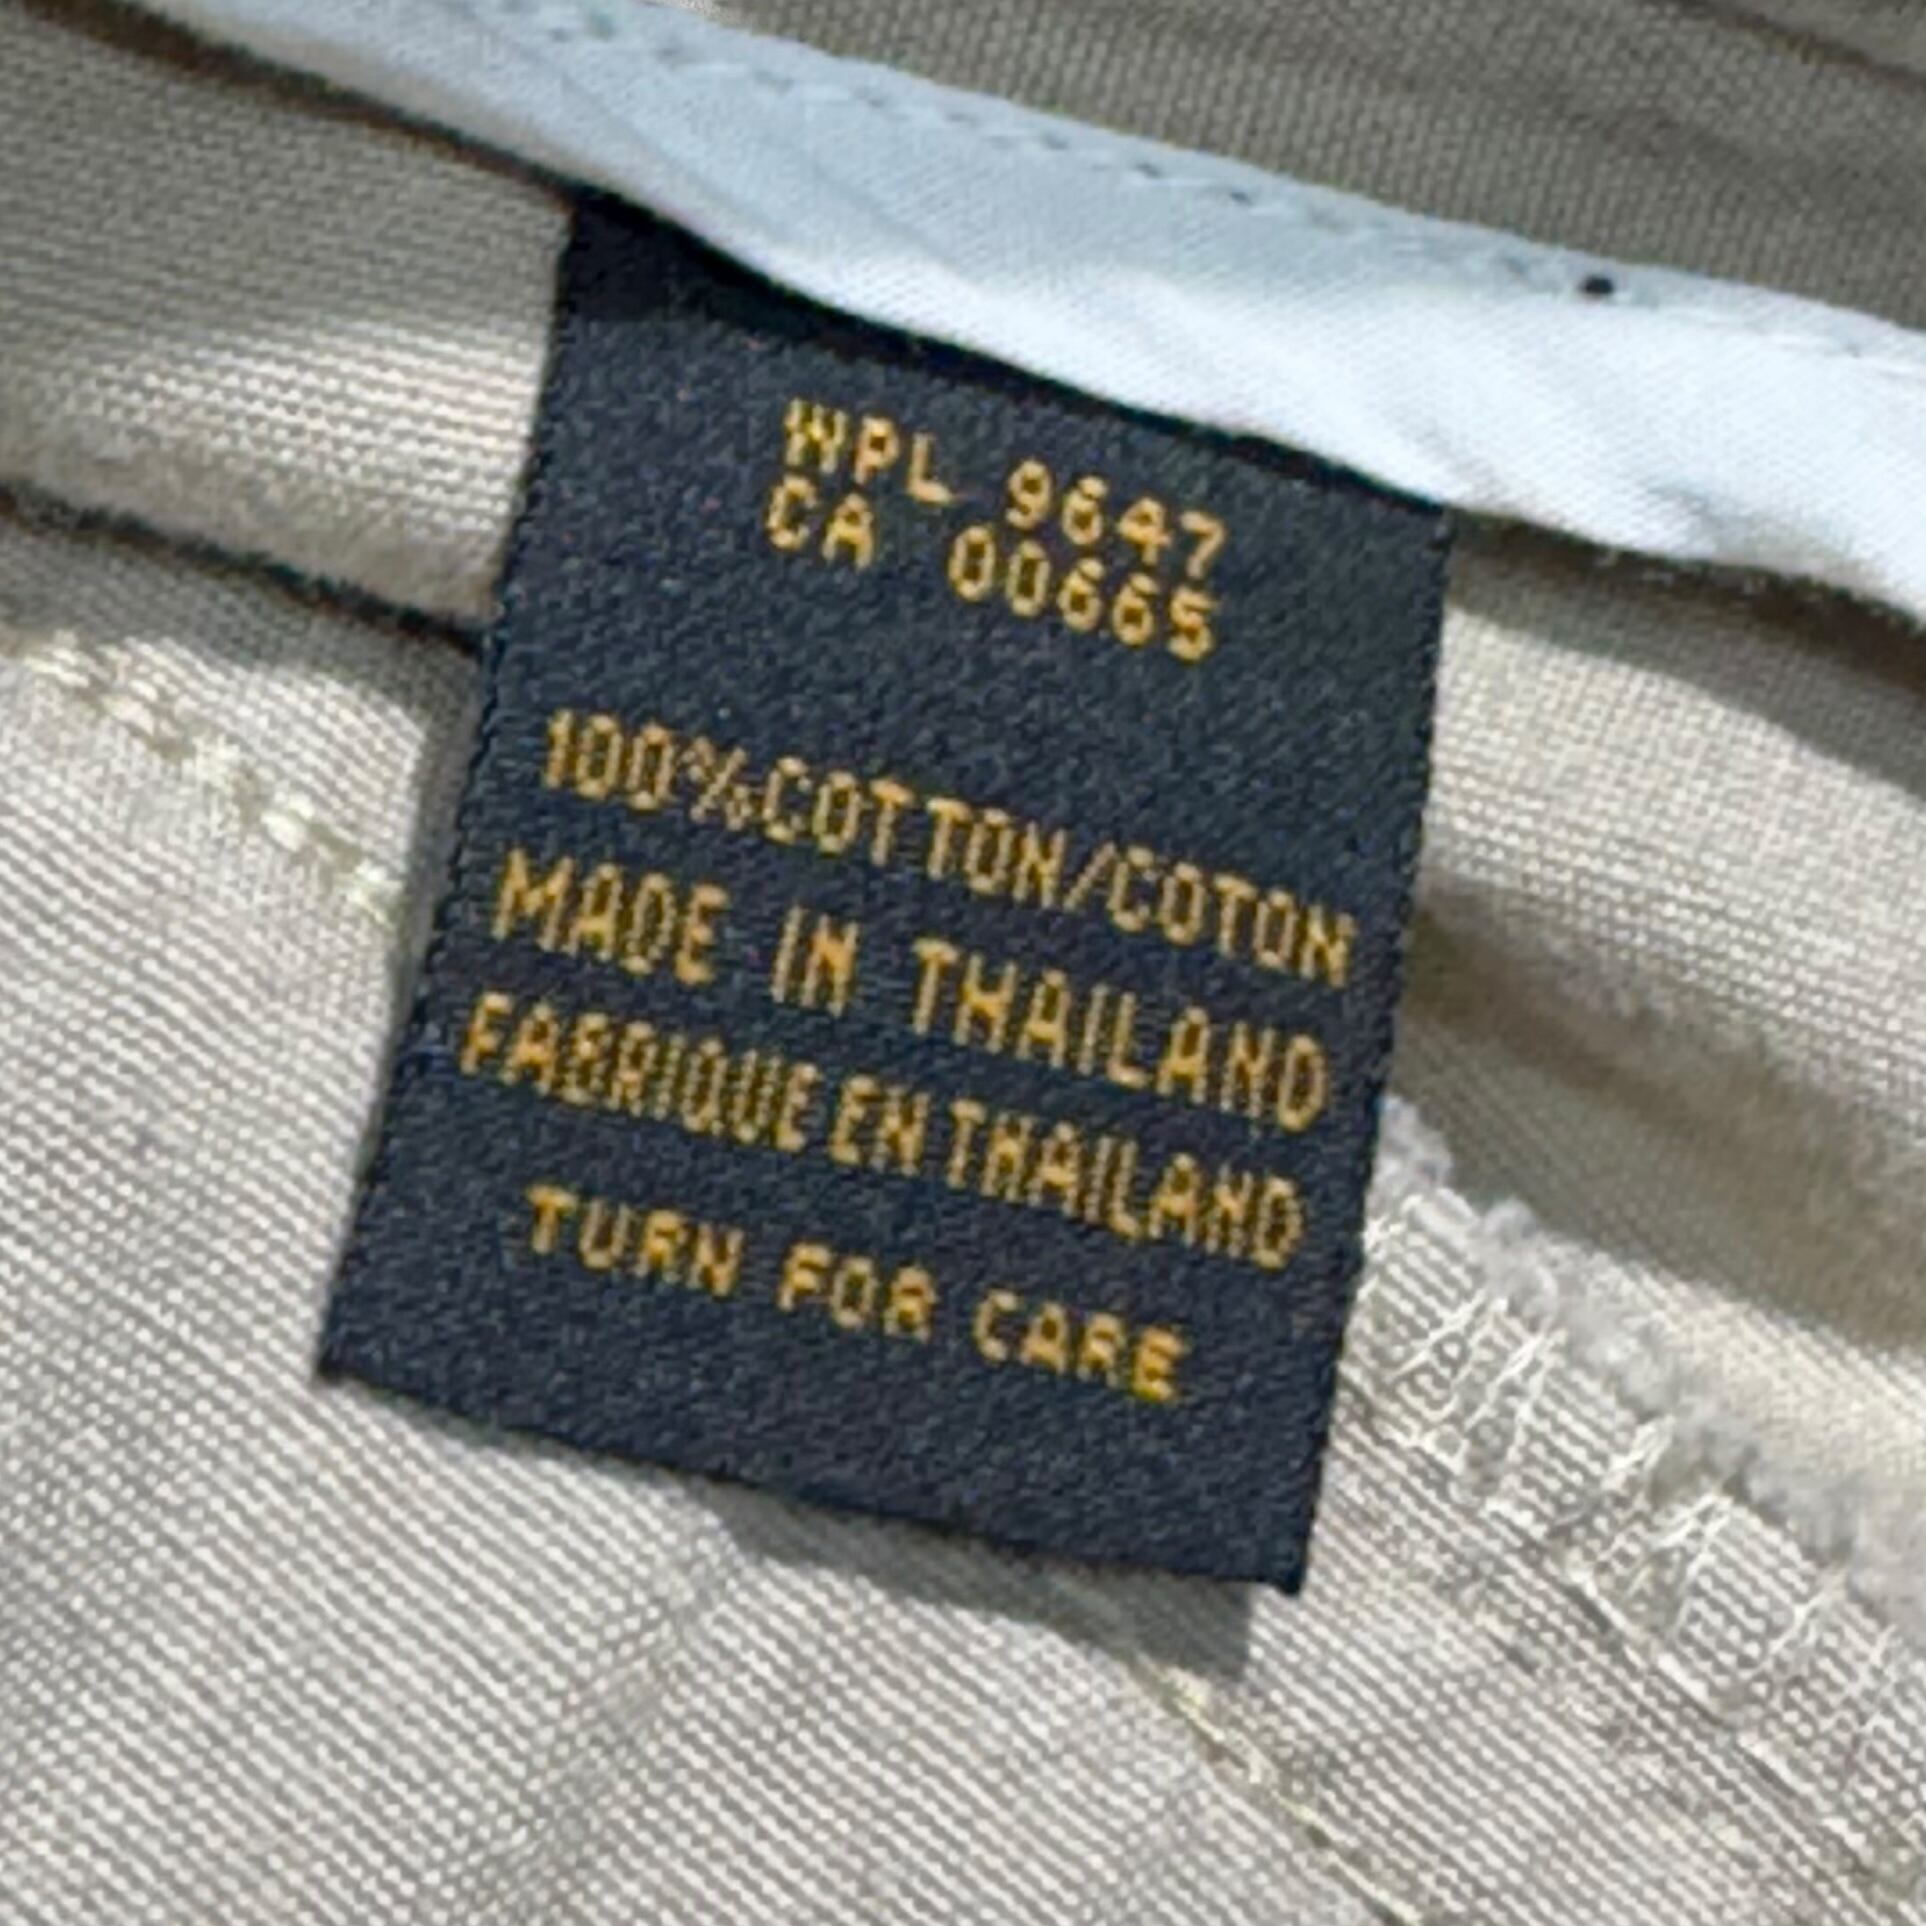 WPL 9647
CA 00665
100%COTTON/COTON
MADE IN THAILAND
FABRIQUE EN THAILAND
TURN FOR CARE